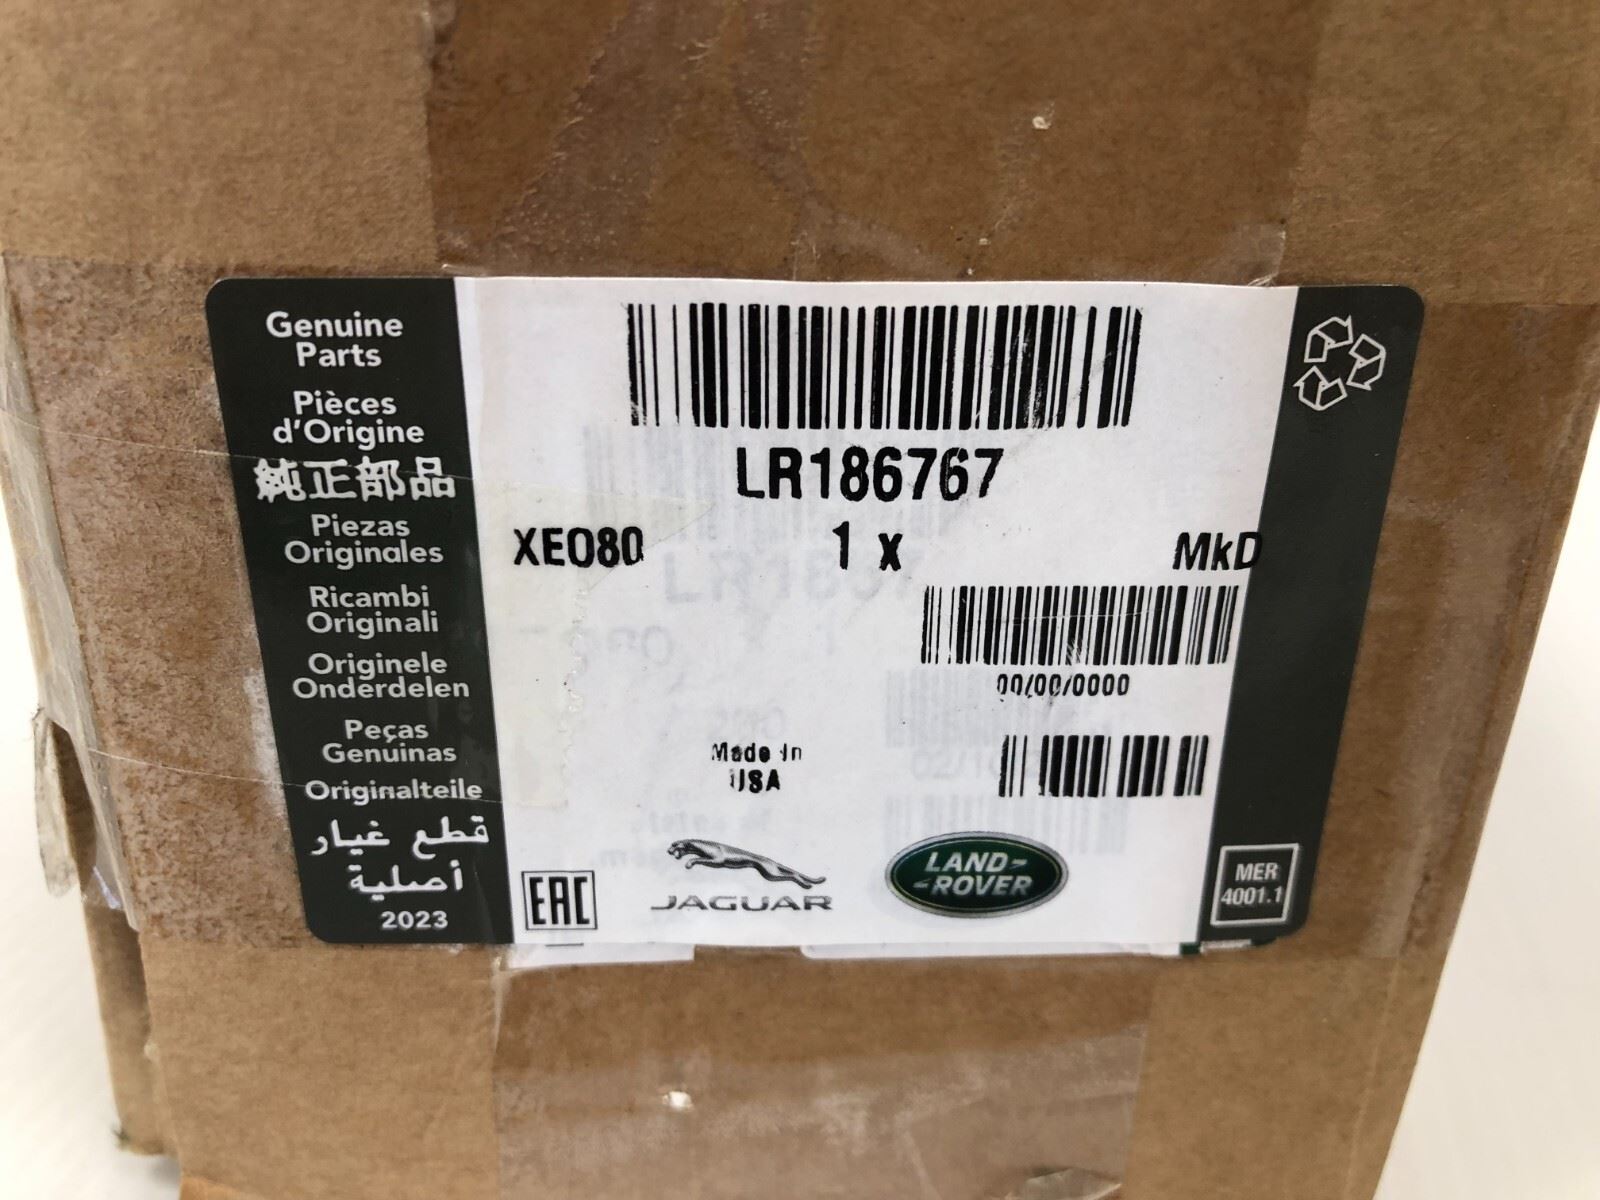 Genuine
Parts
Pièces
d'Origine
純正部品
Piezas
Originales
Ricambi
Originali
Originele
Onderdelen
Peças
Genuinas
Originalteile
قطع غيار
أصلية
2023
LR186767
XE080 1 x MkD
00/00/0000
Made In
USA
EAC
JAGUAR
LAND-
-ROVER
MER
4001.1